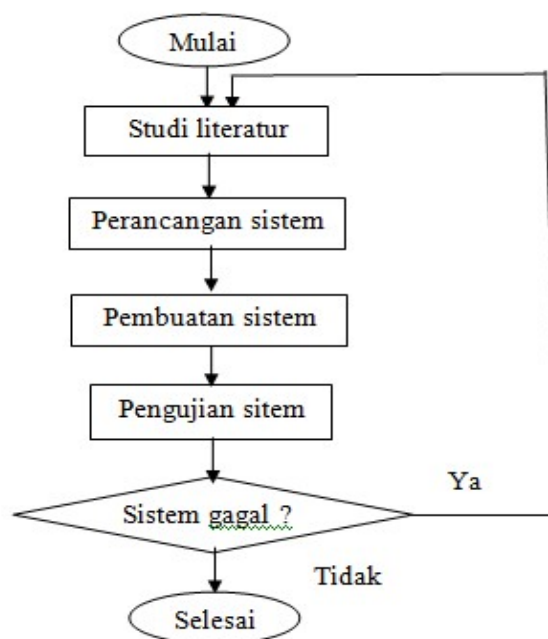 Mulai
Studi literatur
Perancangan sistem
Pembuatan sistem
Pengujian sitem
Sistem gagal ?
Ya
Tidak
Selesai